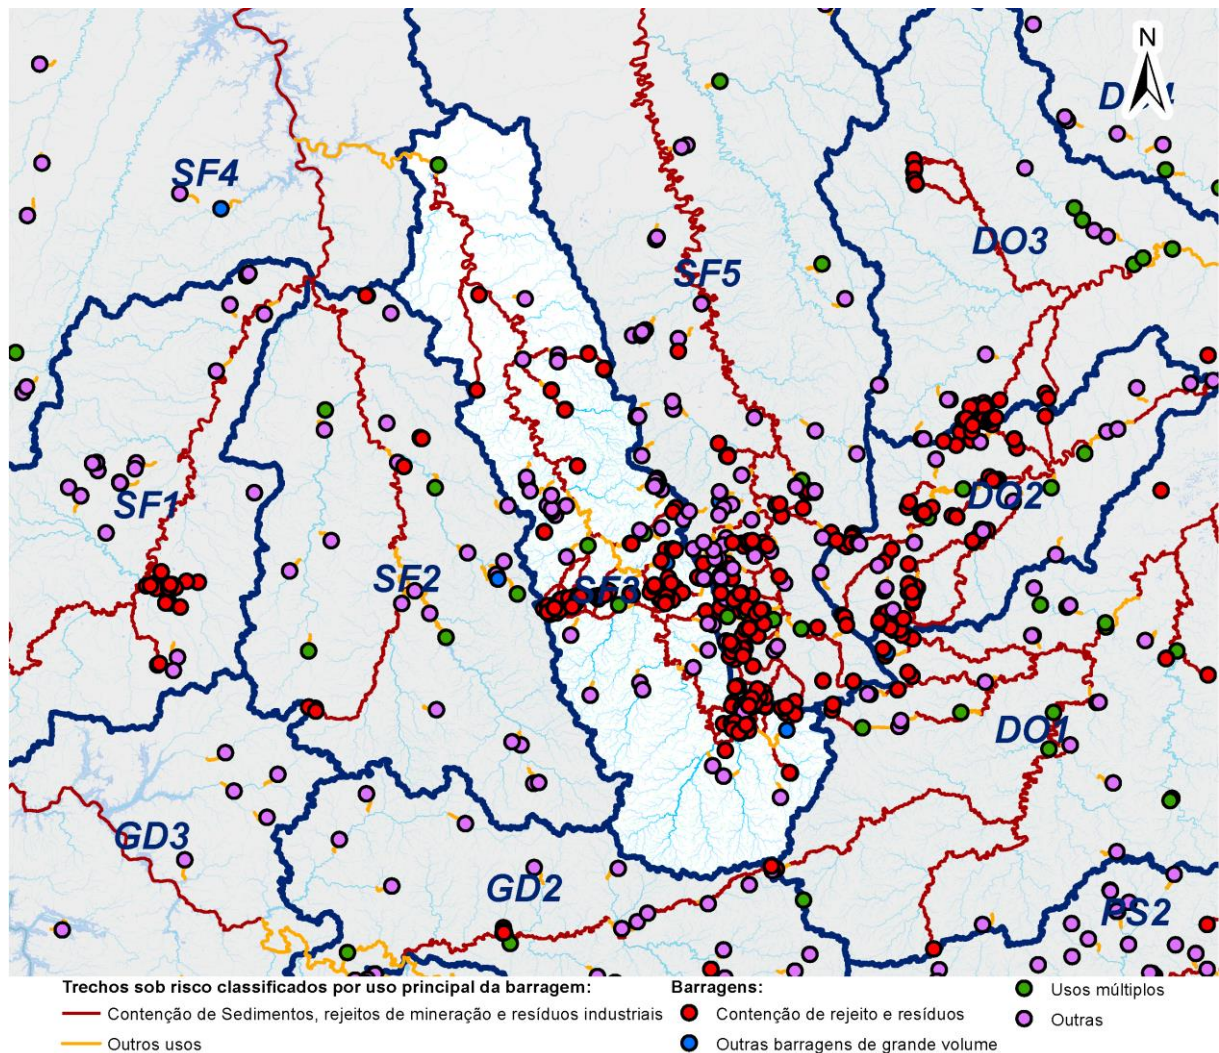 N
DO4
SF4
DO3
SF5
SF1
DO2
SF2
SF3
DO1
GD3
GD2
PS2
Trechos sob risco classificados por uso principal da barragem:
Contenção de Sedimentos, rejeitos de mineração e resíduos industriais
Outros usos
Barragens:
Contenção de rejeito e resíduos
Outras barragens de grande volume
Usos múltiplos
Outras